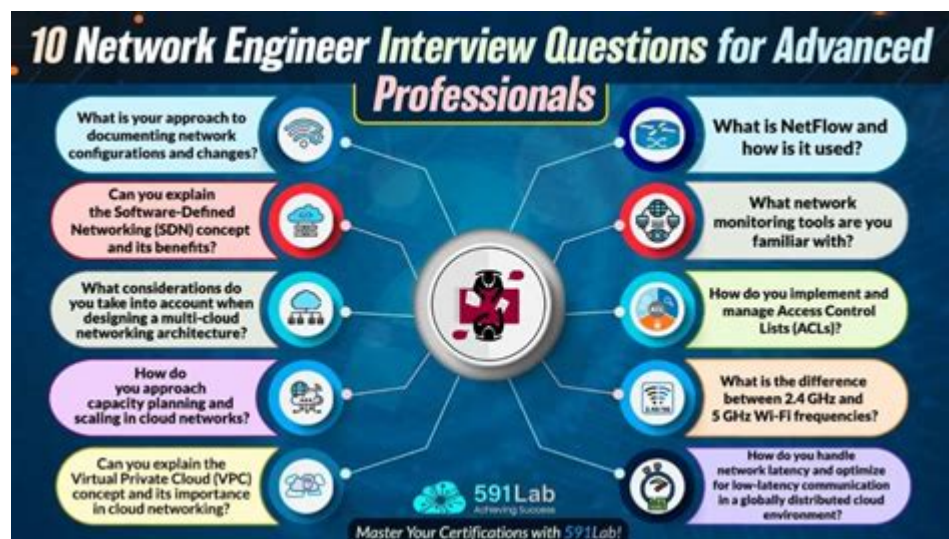 10 Network Engineer Interview Questions for Advanced
Professionals
What is your approach to
documenting network
configurations and changes?
Can you explain
the Software-Defined
Networking (SDN) concept
and its benefits?
What considerations do
you take into account when
designing a multi-cloud
networking architecture?
How do
you approach
capacity planning and
scaling in cloud networks?
Can you explain the
Virtual Private Cloud (VPC)
concept and its importance
in cloud networking?
What is NetFlow and
how is it used?
What network
monitoring tools are you
familiar with?
How do you implement and
manage Access Control
Lists (ACLs)?
What is the difference
between 2.4 GHz and
5 GHz Wi-Fi frequencies?
How do you handle
network latency and optimize
for low-latency communication
in a globally distributed cloud
environment?
591Lab
Achieving Success
Master Your Certifications with 591Lab!